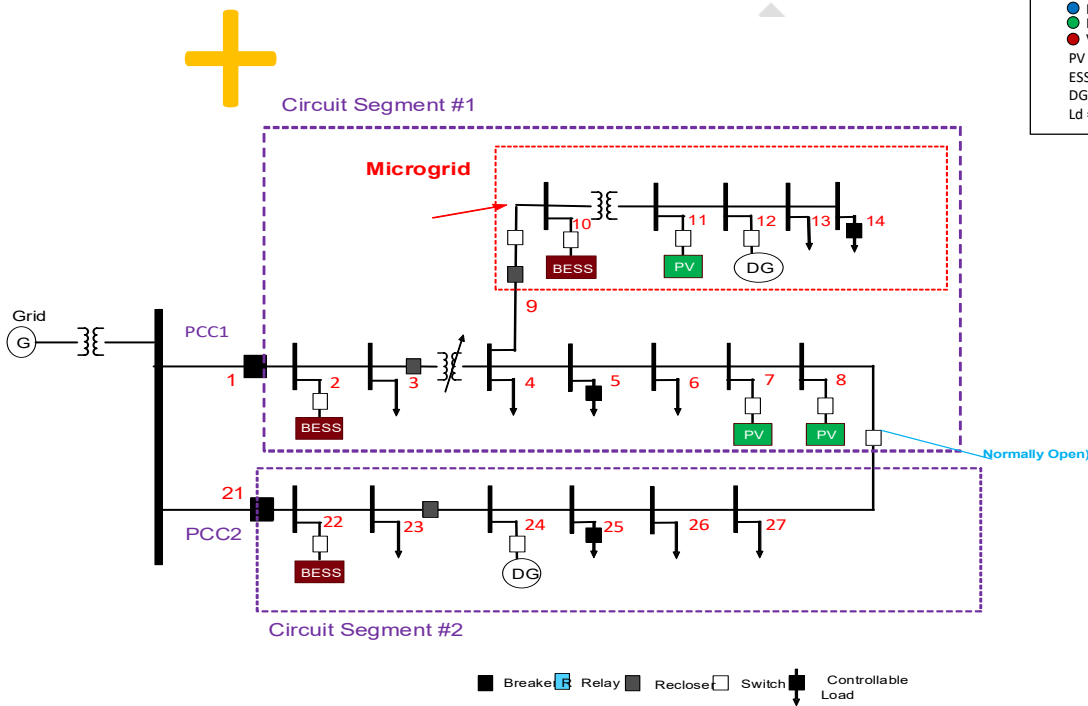 PV
ESS
DG
Ld
Circuit Segment #1
Microgrid
10
11
12
13
14
BESS
PV
DG
9
Grid
G
PCC1
1
2
3
4
5
6
7
8
BESS
PV
PV
Normally Open)
21
PCC2
22
23
24
25
26
27
BESS
DG
Circuit Segment #2
Breaker R Relay Recloser Switch Controllable
Load